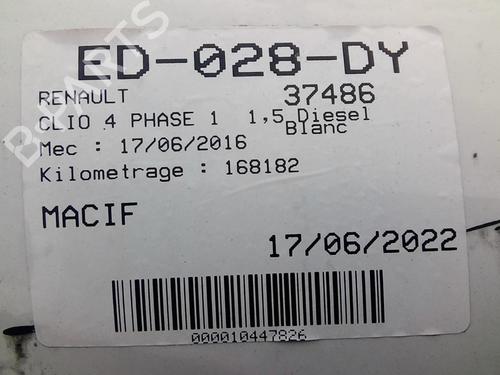 ED-028-DY
RENAULT 37486
CLIO 4 PHASE 1 1,5 Diesel
Blanc
Mec : 17/06/2016
Kilometrage : 168182
MACIF
17/06/2022
000010447826
B-PARTS